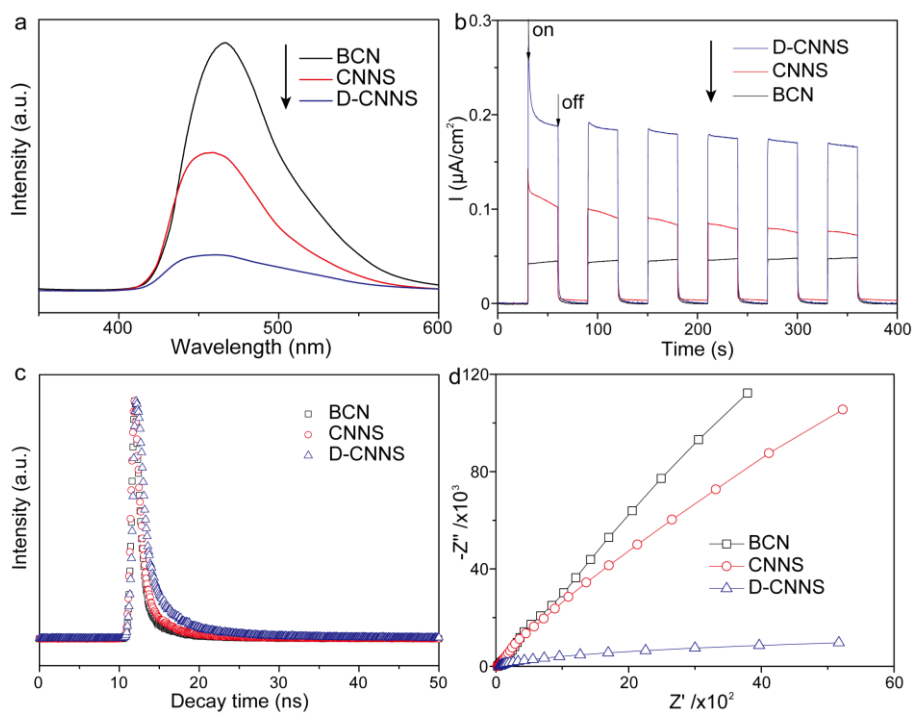 a
Intensity (a.u.)
BCN
CNNS
D-CNNS
400
500
600
Wavelength (nm)
b
I (μA/cm²)
0.3
0.2
0.1
0
on
off
D-CNNS
CNNS
BCN
0
100
200
300
400
Time (s)
c
Intensity (a.u.)
BCN
CNNS
D-CNNS
0
10
20
30
40
50
Decay time (ns)
d
-Z" /x10³
120
80
40
0
BCN
CNNS
D-CNNS
0
20
40
60
Z' /x10²